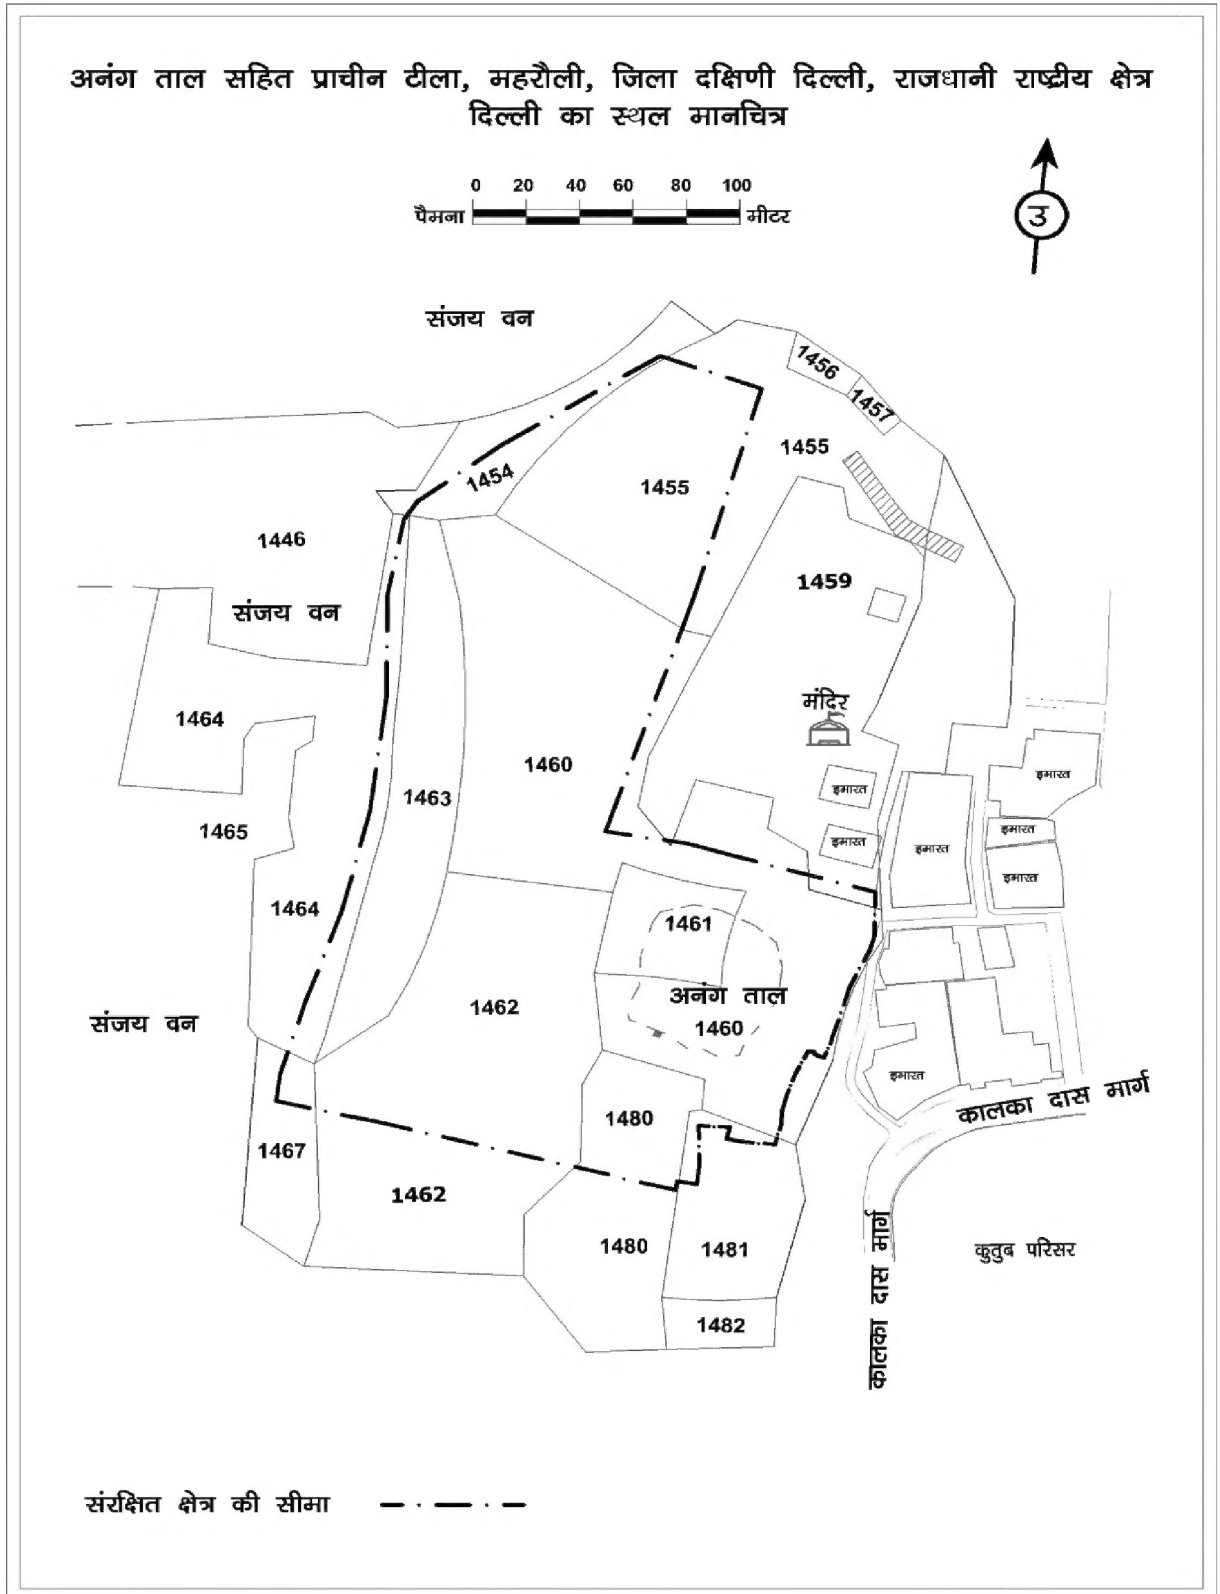 अनंग ताल सहित प्राचीन टीला, महरौली, जिला दक्षिणी दिल्ली, राजधानी राष्ट्रीय क्षेत्र
दिल्ली का स्थल मानचित्र
0 20 40 60 80 100
पैमना मीटर
उ
संजय वन
1456
1457
1455
1454
1455
1446
1459
संजय वन
मंदिर
1464
1460
इमारत
इमारत
1463
1465
इमारत
इमारत
इमारत
इमारत
1464
1461
अनंग ताल
1462
संजय वन
1460
इमारत
कालका दास मार्ग
1480
1467
1462
1480
1481
कुतुब परिसर
कालका दास मार्ग
1482
संरक्षित क्षेत्र की सीमा